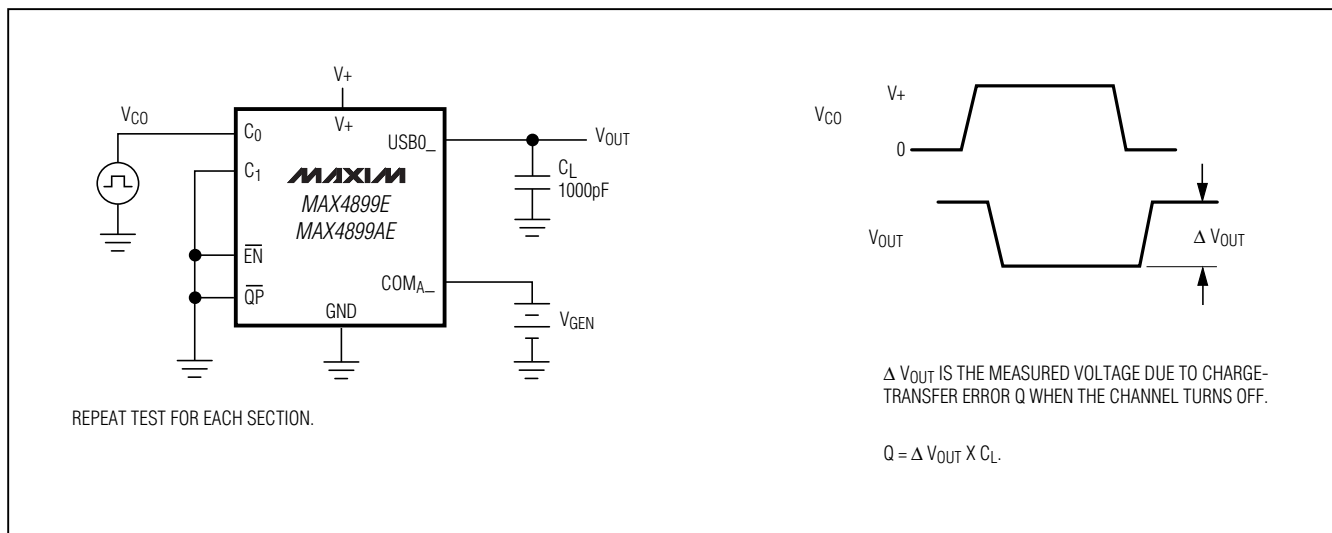 V+
VCO
C0
V+
USB0_
VOUT
C1
MAXIM
MAX4899E
MAX4899AE
CL
1000pF
EN
COMA_
QP
GND
VGEN
REPEAT TEST FOR EACH SECTION.
VCO
V+
0
VOUT
Δ VOUT
Δ VOUT IS THE MEASURED VOLTAGE DUE TO CHARGE-
TRANSFER ERROR Q WHEN THE CHANNEL TURNS OFF.
Q = Δ VOUT X CL.